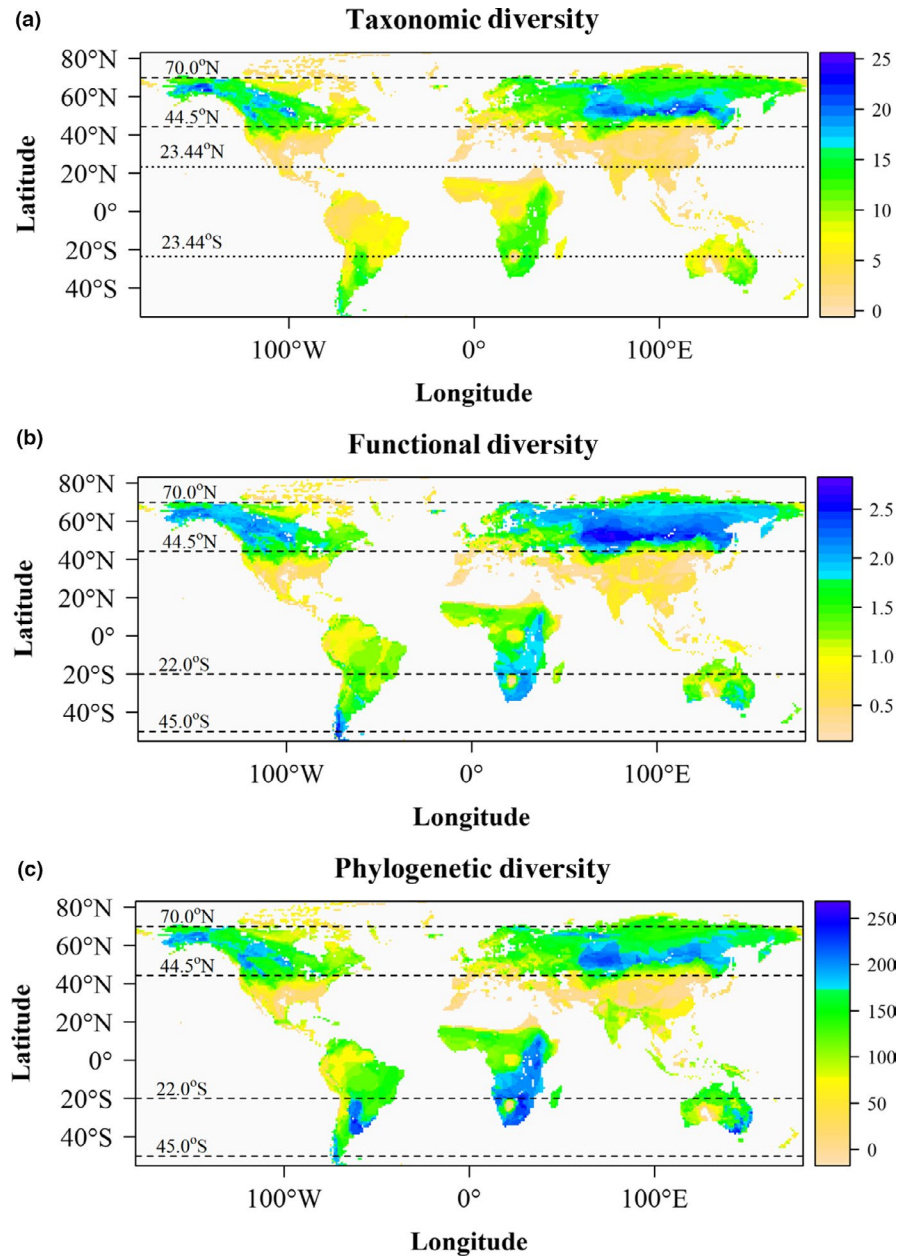 (a)
Taxonomic diversity
80°N
60°N
40°N
20°N
0°
20°S
40°S
Latitude
70.0°N
44.5°N
23.44°N
23.44°S
25
20
15
10
5
0
100°W
0°
100°E
Longitude
(b)
Functional diversity
80°N
60°N
40°N
20°N
0°
20°S
40°S
Latitude
70.0°N
44.5°N
22.0°S
45.0°S
2.5
2.0
1.5
1.0
0.5
100°W
0°
100°E
Longitude
(c)
Phylogenetic diversity
80°N
60°N
40°N
20°N
0°
20°S
40°S
Latitude
70.0°N
44.5°N
22.0°S
45.0°S
250
200
150
100
50
0
100°W
0°
100°E
Longitude